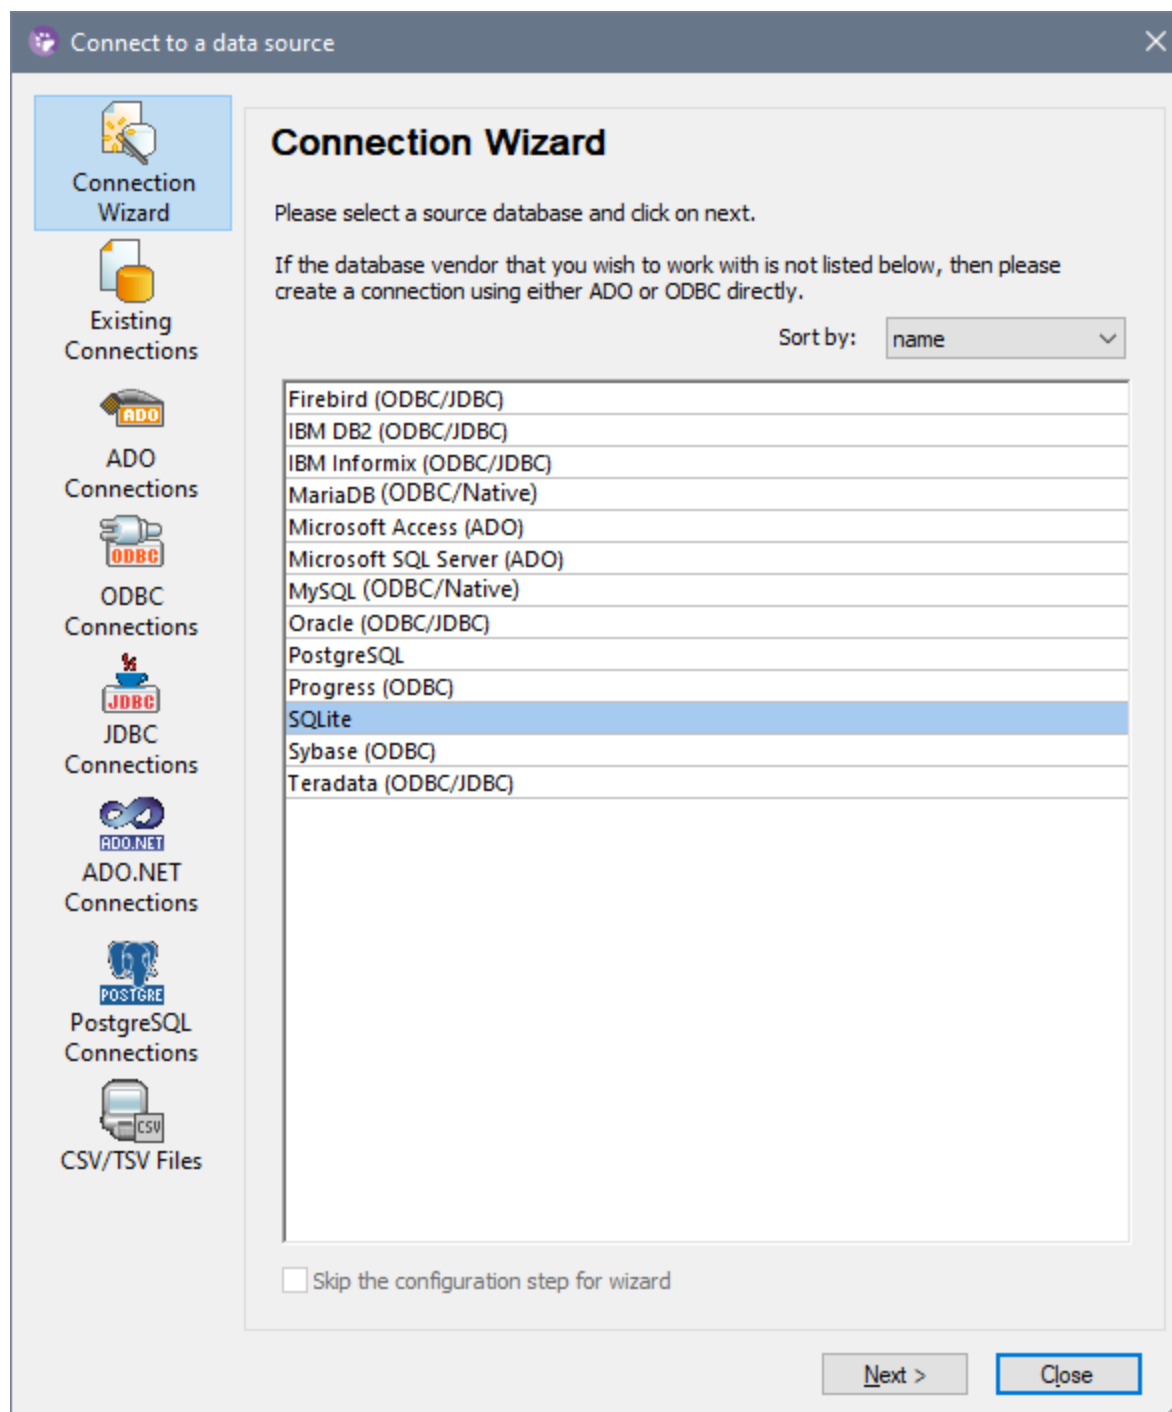 Connect to a data source
Connection
Wizard
Existing
Connections
ADO
ADO
Connections
ODBC
ODBC
Connections
JDBC
JDBC
Connections
ADO.NET
ADO.NET
Connections
POSTGRE
PostgreSQL
Connections
CSV
CSV/TSV Files
Connection Wizard
Please select a source database and click on next.
If the database vendor that you wish to work with is not listed below, then please
create a connection using either ADO or ODBC directly.
Sort by: name
Firebird (ODBC/JDBC)
IBM DB2 (ODBC/JDBC)
IBM Informix (ODBC/JDBC)
MariaDB (ODBC/Native)
Microsoft Access (ADO)
Microsoft SQL Server (ADO)
MySQL (ODBC/Native)
Oracle (ODBC/JDBC)
PostgreSQL
Progress (ODBC)
SQLite
Sybase (ODBC)
Teradata (ODBC/JDBC)
Skip the configuration step for wizard
Next > Close